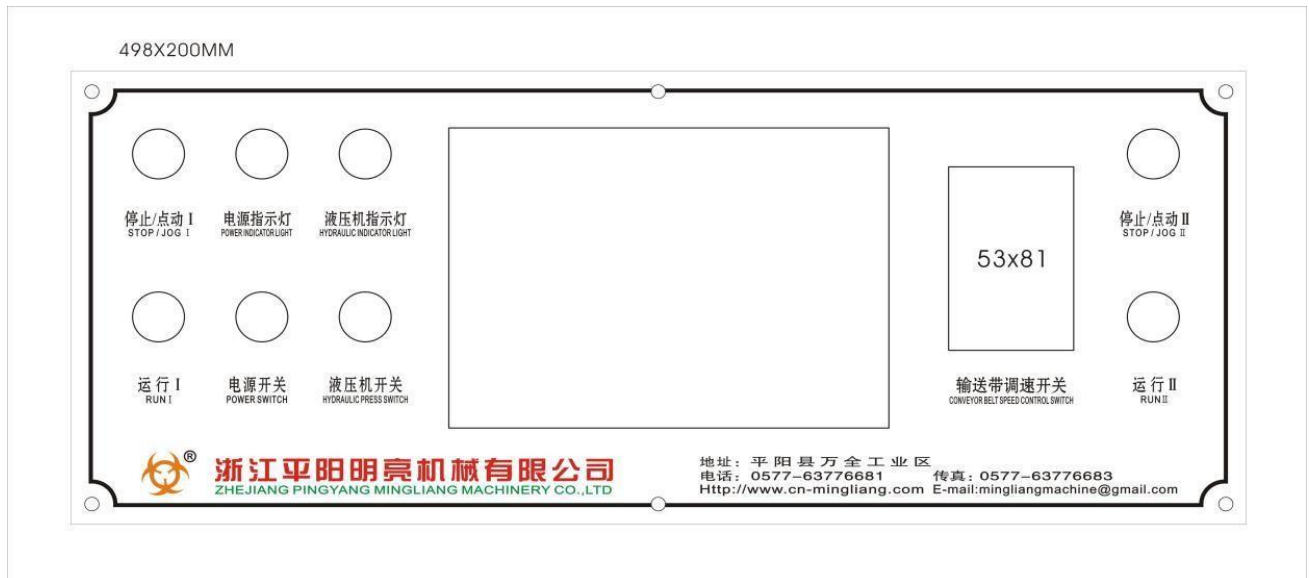 498X200MM
停止/点动 I
STOP/JOG I
电源指示灯
POWER INDICATOR LIGHT
液压机指示灯
HYDRAULIC INDICATOR LIGHT
停止/点动 II
STOP/JOG II
53x81
运行 I
RUN I
电源开关
POWER SWITCH
液压机开关
HYDRAULIC PRESS SWITCH
输送带调速开关
CONVEYOR BELT SPEED CONTROL SWITCH
运行 II
RUN II
®
浙江平阳明亮机械有限公司
ZHEJIANG PINGYANG MINGLIANG MACHINERY CO.,LTD
地址：平阳县万全工业区
电话：0577-63776681 传真：0577-63776683
Http://www.cn-mingliang.com E-mail:mingliangmachine@gmail.com